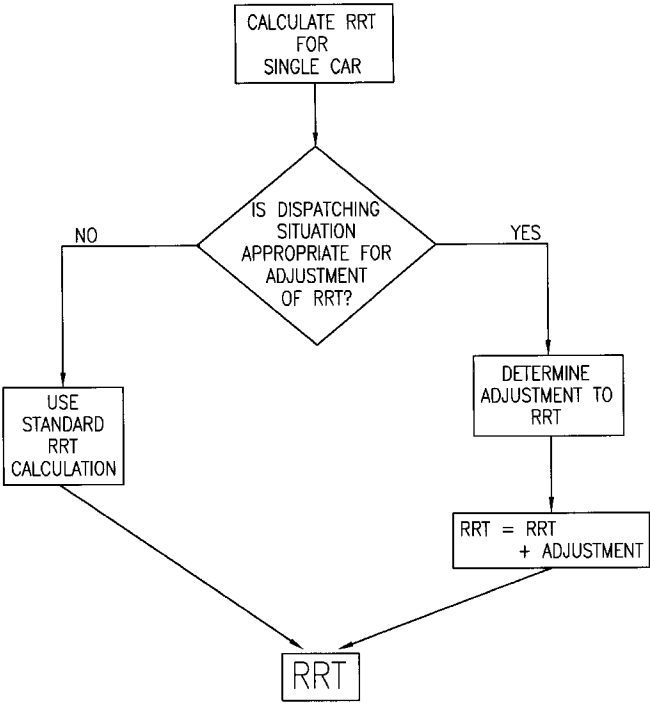 CALCULATE RRT
FOR
SINGLE CAR
IS DISPATCHING
SITUATION
APPROPRIATE FOR
ADJUSTMENT
OF RRT?
NO
YES
USE
STANDARD
RRT
CALCULATION
DETERMINE
ADJUSTMENT TO
RRT
RRT = RRT
+ ADJUSTMENT
RRT